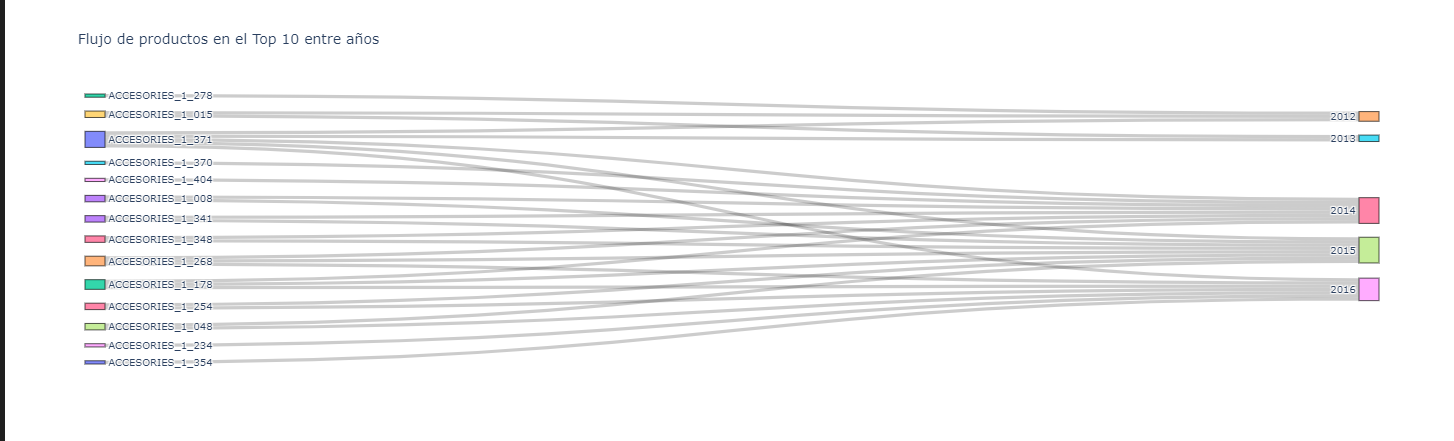 Flujo de productos en el Top 10 entre años
ACCESORIES_1_278
ACCESORIES_1_015
ACCESORIES_1_371
ACCESORIES_1_370
ACCESORIES_1_404
ACCESORIES_1_008
ACCESORIES_1_341
ACCESORIES_1_348
ACCESORIES_1_268
ACCESORIES_1_178
ACCESORIES_1_254
ACCESORIES_1_048
ACCESORIES_1_234
ACCESORIES_1_354
2012
2013
2014
2015
2016